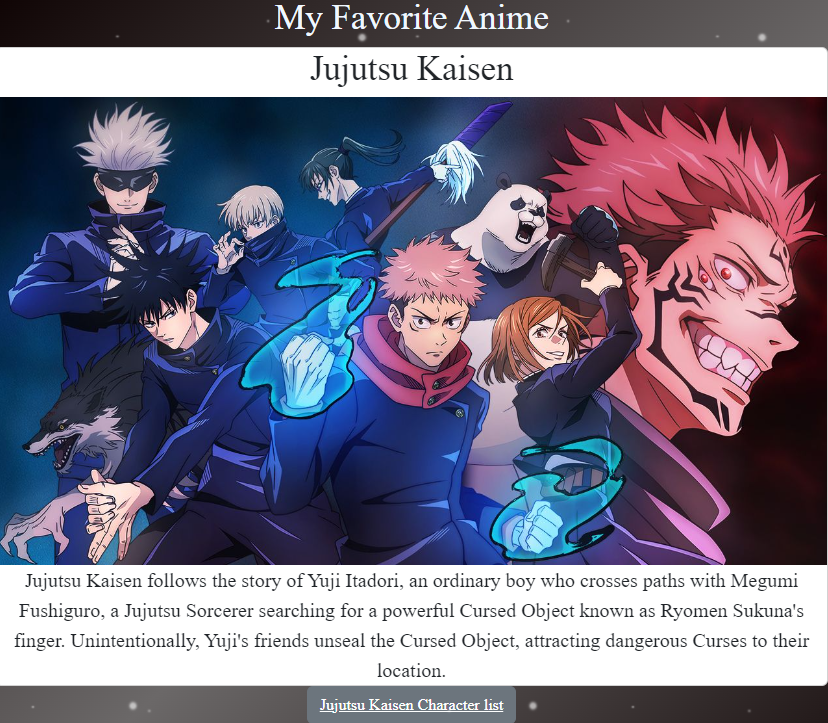 My Favorite Anime
Jujutsu Kaisen
Jujutsu Kaisen follows the story of Yuji Itadori, an ordinary boy who crosses paths with Megumi
Fushiguro, a Jujutsu Sorcerer searching for a powerful Cursed Object known as Ryomen Sukuna's
finger. Unintentionally, Yuji's friends unseal the Cursed Object, attracting dangerous Curses to their
location.
Jujutsu Kaisen Character list